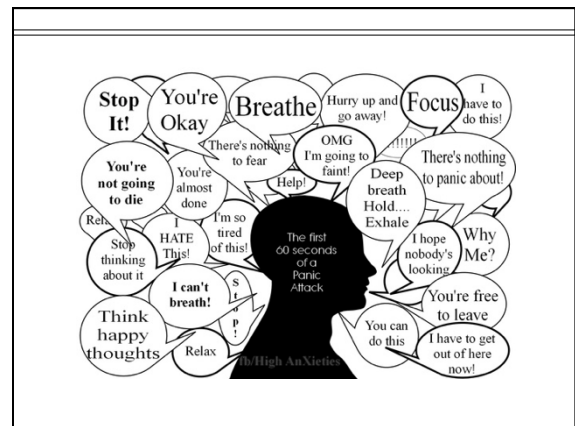 Stop
It!
You're
Okay
Breathe
Hurry up and
go away!
Focus
I
have to
do this!
There's nothing
to fear
OMG
I'm going to
faint!
!!!!!!!
There's nothing
to panic about!
You're
not going
to die
You're
almost
done
Help!
Deep
breath
Hold....
Exhale
Rela
I
HATE
This!
I'm so
tired
of this!
The first
60 seconds
of a
Panic
Attack
I hope
nobody's
looking
Why
Me?
Stop
thinking
about it
I can't
breath!
S
t
o
p
!
You're free
to leave
Think
happy
thoughts
Relax
You can
do this
I have to get
out of here
now!
fb/High AnXieties